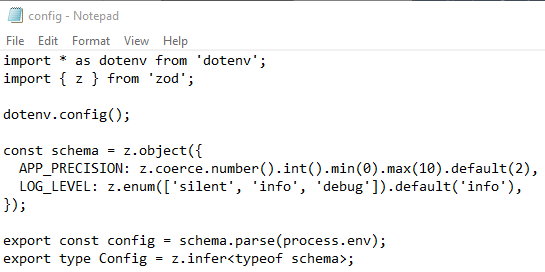 config - Notepad
File Edit Format View Help
import * as dotenv from 'dotenv';
import { z } from 'zod';

dotenv.config();

const schema = z.object({
  APP_PRECISION: z.coerce.number().int().min(0).max(10).default(2),
  LOG_LEVEL: z.enum(['silent', 'info', 'debug']).default('info'),
});

export const config = schema.parse(process.env);
export type Config = z.infer<typeof schema>;